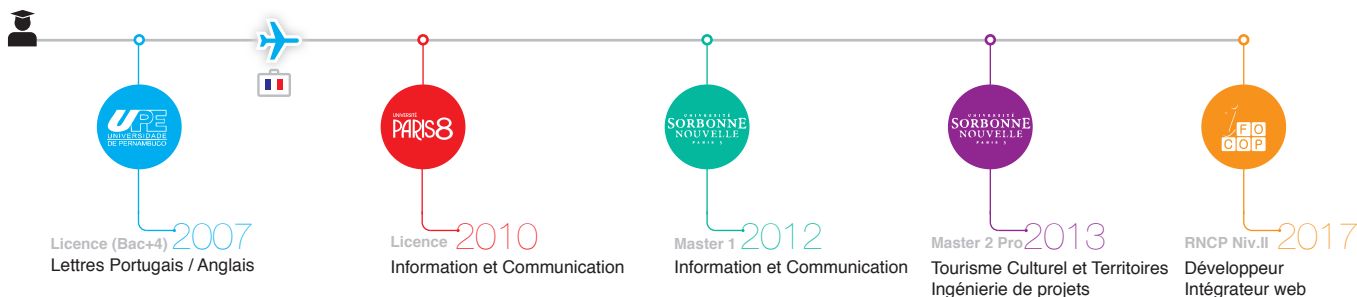 UPE
UNIVERSIDADE
DE PERNAMBUCO
UNIVERSITÉ
PARIS8
UNIVERSITÉ
SORBONNE
NOUVELLE
PARIS 3
UNIVERSITÉ
SORBONNE
NOUVELLE
PARIS 3
iFO
COP
Licence (Bac+4) 2007
Lettres Portugais / Anglais
Licence 2010
Information et Communication
Master 1 2012
Information et Communication
Master 2 Pro 2013
Tourisme Culturel et Territoires
Ingénierie de projets
RNCP Niv.II 2017
Développeur
Intégrateur web